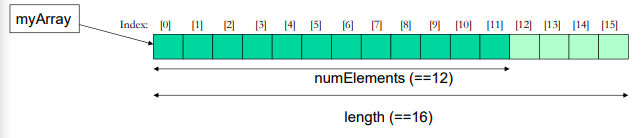 myArray
Index: [0] [1] [2] [3] [4] [5] [6] [7] [8] [9] [10] [11] [12] [13] [14] [15]
numElements (==12)
length (==16)